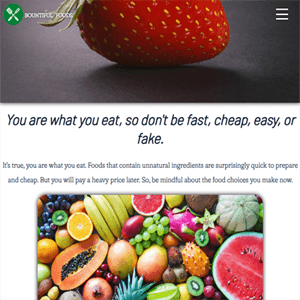 BOUNTIFUL FOODS
You are what you eat, so don't be fast, cheap, easy, or
fake.
It's true, you are what you eat. Foods that contain unnatural ingredients are surprisingly quick to prepare
and cheap. But you will pay a heavy price later. So, be mindful about the food choices you make now.